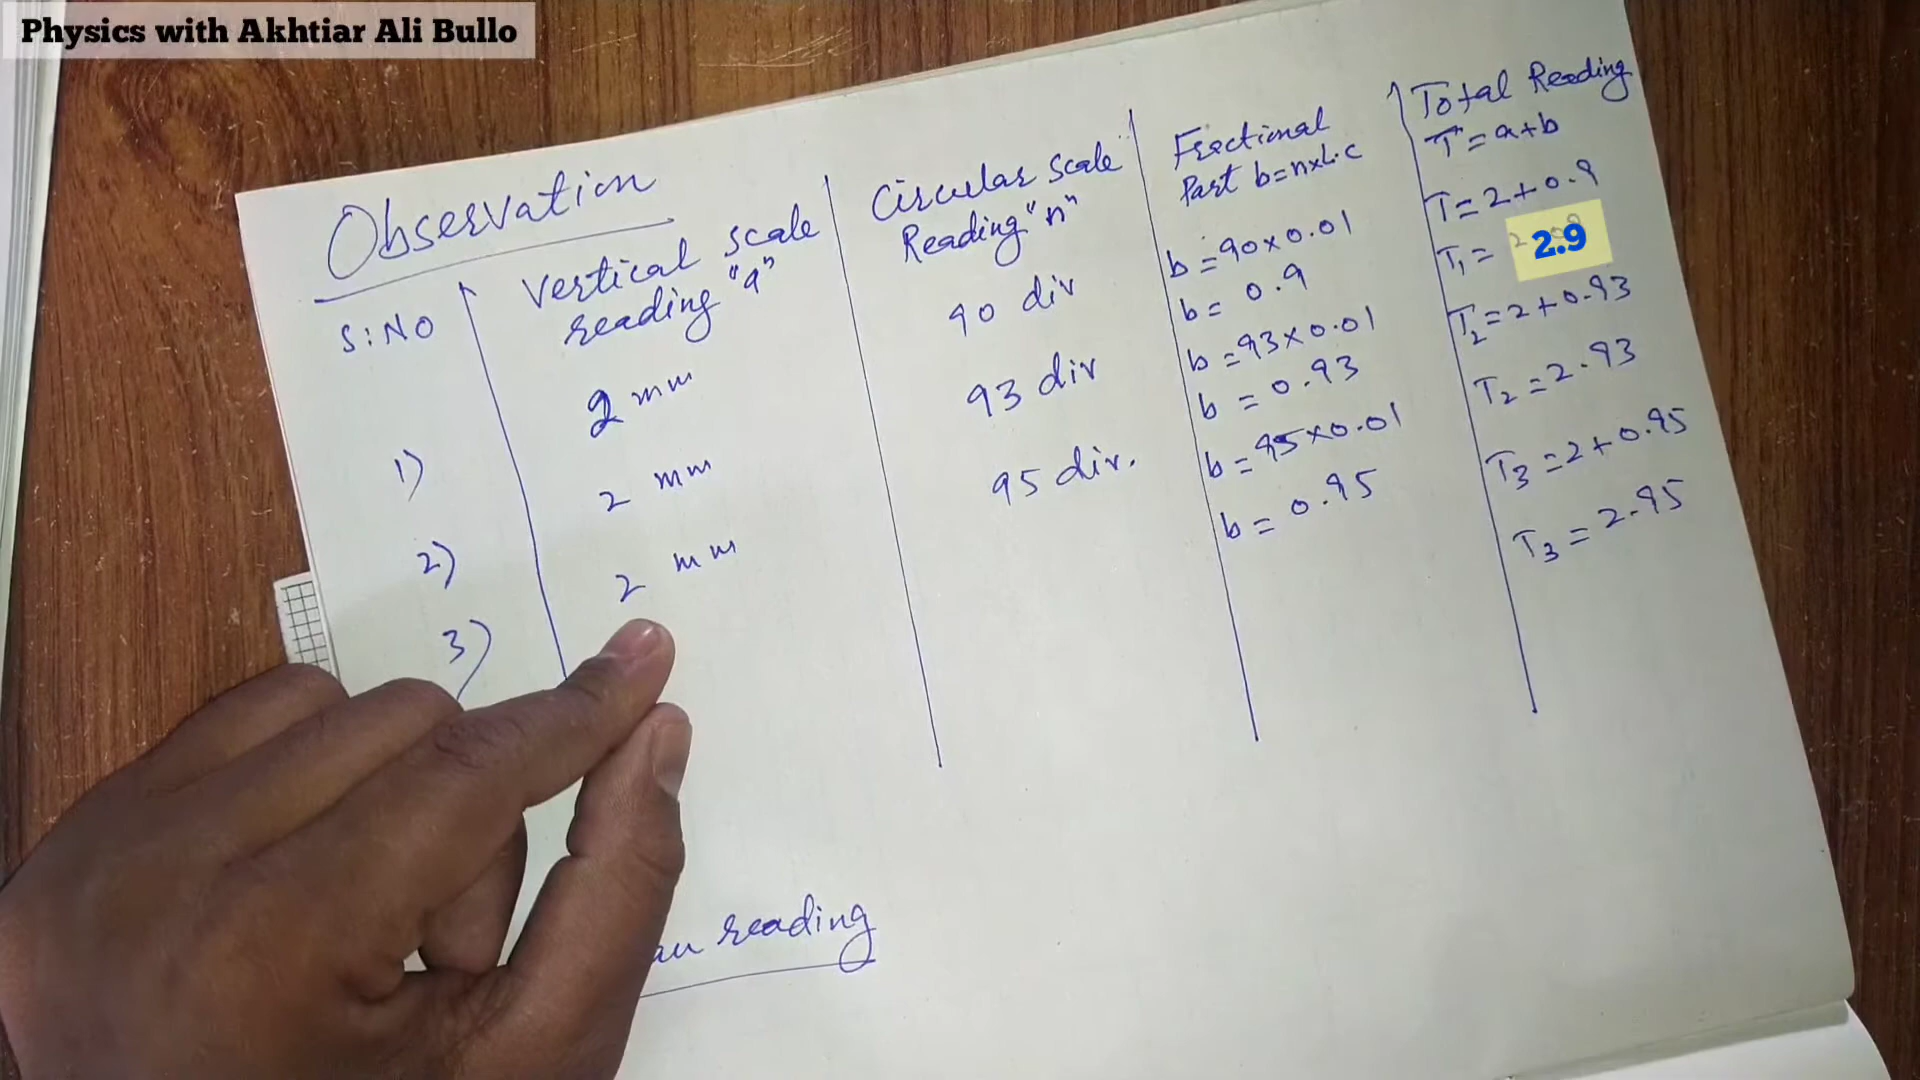 Physics with Akhtiar Ali Bullo
Observation
S:No
Vertical scale
reading "a"
Circular Scale
Reading "n"
Fractional
Part b=n×L.C
Total Reading
T = a+b
1)
2 mm
90 div
b = 90×0.01
b = 0.9
T = 2+0.9
T1 = 2.9
2)
2 mm
93 div
b = 93×0.01
b = 0.93
T2 = 2+0.93
T2 = 2.93
3)
2 mm
95 div.
b = 95×0.01
b = 0.95
T3 = 2+0.95
T3 = 2.95
reading